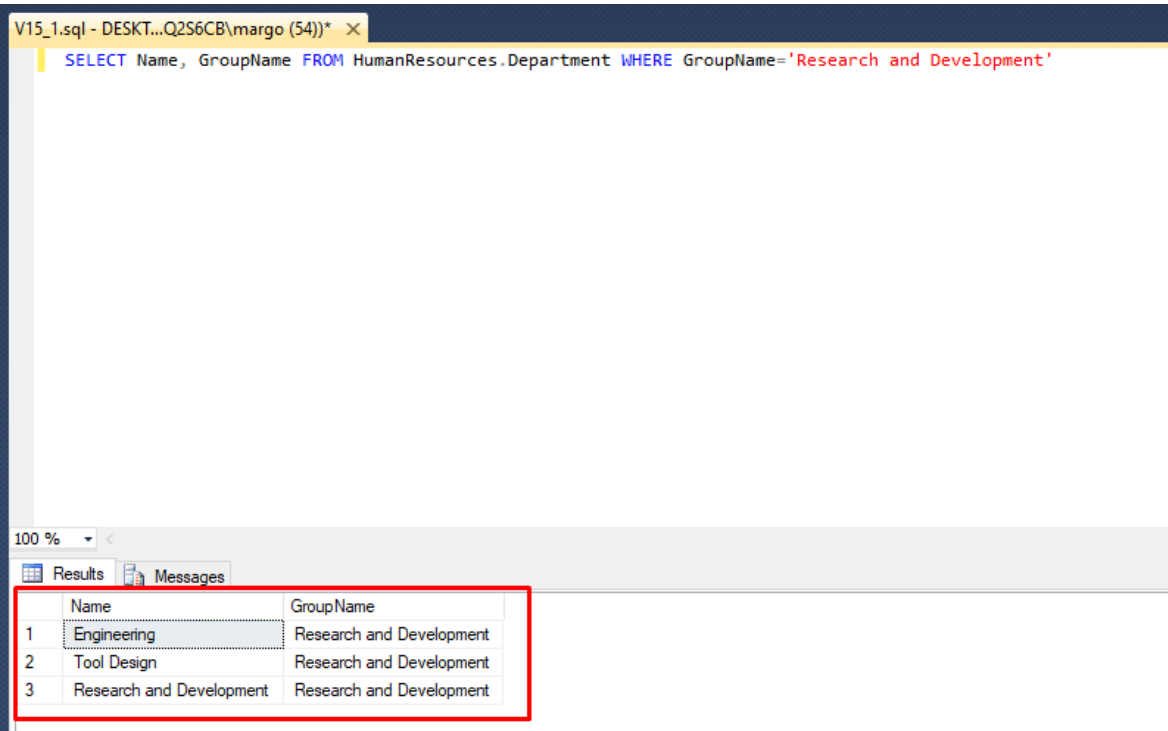 V15_1.sql - DESKT...Q2S6CB\margo (54))*
SELECT Name, GroupName FROM HumanResources.Department WHERE GroupName='Research and Development'
100 %
Results Messages
Name GroupName
1 Engineering Research and Development
2 Tool Design Research and Development
3 Research and Development Research and Development